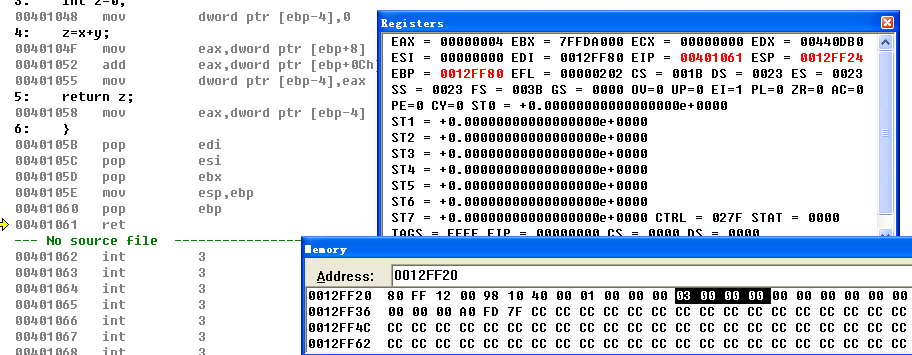 3:    int z=0;
00401048   mov         dword ptr [ebp-4],0
4:    z=x+y;
0040104F   mov         eax,dword ptr [ebp+8]
00401052   add         eax,dword ptr [ebp+0Ch]
00401055   mov         dword ptr [ebp-4],eax
5:    return z;
00401058   mov         eax,dword ptr [ebp-4]
6:    }
0040105B   pop         edi
0040105C   pop         esi
0040105D   pop         ebx
0040105E   mov         esp,ebp
00401060   pop         ebp
00401061   ret
--- No source file
00401062   int         3
00401063   int         3
00401064   int         3
00401065   int         3
00401066   int         3
00401067   int         3
00401068   int         3
Registers
EAX = 00000004 EBX = 7FFDA000 ECX = 00000000 EDX = 00440DB0
ESI = 00000000 EDI = 0012FF80 EIP = 00401061 ESP = 0012FF24
EBP = 0012FF80 EFL = 00000202 CS = 001B DS = 0023 ES = 0023
SS = 0023 FS = 003B GS = 0000 OV=0 UP=0 EI=1 PL=0 ZR=0 AC=0
PE=0 CY=0 ST0 = +0.00000000000000000e+0000
ST1 = +0.00000000000000000e+0000
ST2 = +0.00000000000000000e+0000
ST3 = +0.00000000000000000e+0000
ST4 = +0.00000000000000000e+0000
ST5 = +0.00000000000000000e+0000
ST6 = +0.00000000000000000e+0000
ST7 = +0.00000000000000000e+0000 CTRL = 027F STAT = 0000
TAGS = FFFF EIP = 00000000 CS = 0000 DS = 0000
Memory
Address: 0012FF20
0012FF20 80 FF 12 00 98 10 40 00 01 00 00 00 03 00 00 00 00 00 00 00 00 00
0012FF36 00 00 00 A0 FD 7F CC CC CC CC CC CC CC CC CC CC CC CC CC CC CC CC
0012FF4C CC CC CC CC CC CC CC CC CC CC CC CC CC CC CC CC CC CC CC CC CC CC
0012FF62 CC CC CC CC CC CC CC CC CC CC CC CC CC CC CC CC CC CC CC CC CC CC